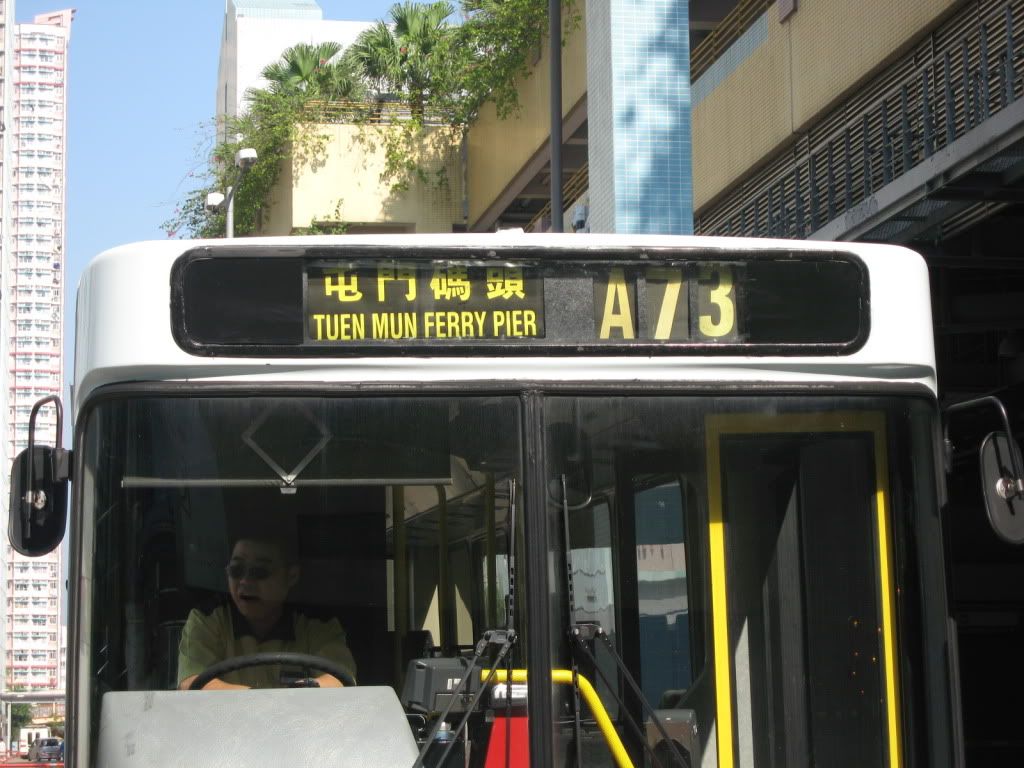 屯門碼頭
TUEN MUN FERRY PIER
A73